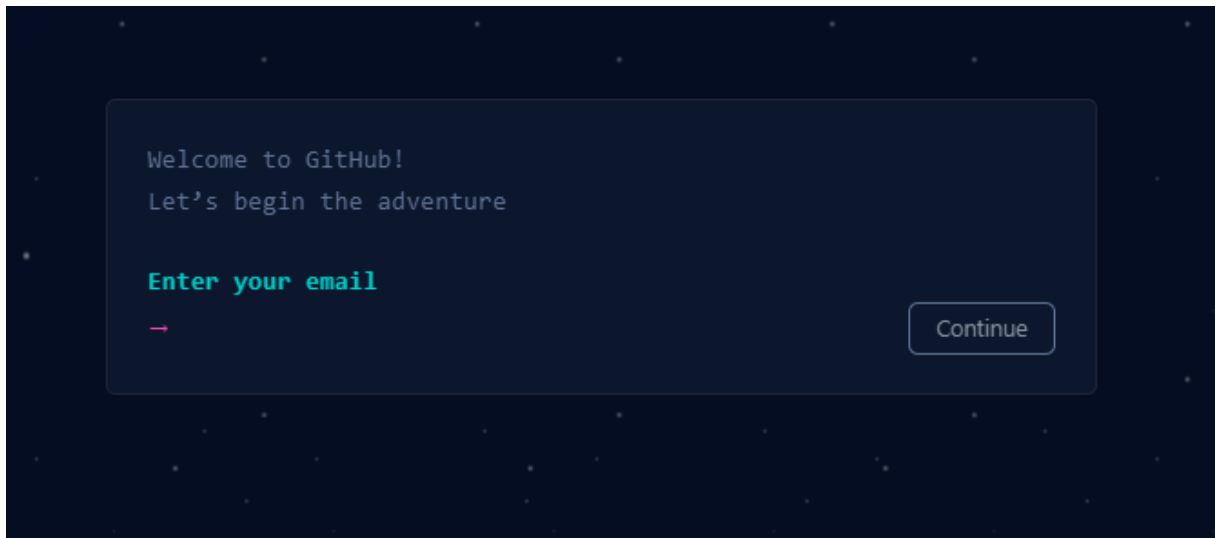 Welcome to GitHub!
Let’s begin the adventure
Enter your email
→
Continue